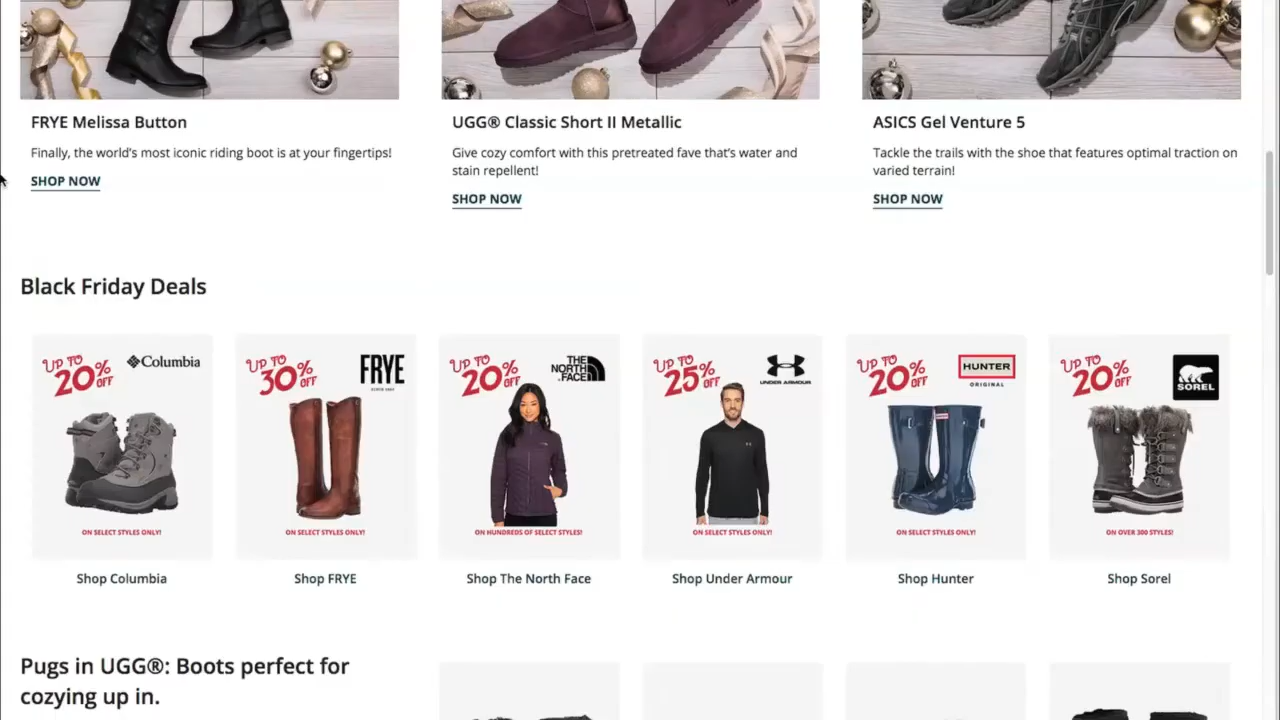 FRYE Melissa Button
Finally, the world's most iconic riding boot is at your fingertips!
SHOP NOW
UGG® Classic Short II Metallic
Give cozy comfort with this pretreated fave that's water and
stain repellent!
SHOP NOW
ASICS Gel Venture 5
Tackle the trails with the shoe that features optimal traction on
varied terrain!
SHOP NOW
Black Friday Deals
UP TO
20% OFF
Columbia
ON SELECT STYLES ONLY!
Shop Columbia
UP TO
30% OFF
FRYE
SINCE 1863
ON SELECT STYLES ONLY!
Shop FRYE
UP TO
20% OFF
THE
NORTH
FACE
ON HUNDREDS OF SELECT STYLES!
Shop The North Face
UP TO
25% OFF
UNDER ARMOUR
ON SELECT STYLES ONLY!
Shop Under Armour
UP TO
20% OFF
HUNTER
ORIGINAL
ON SELECT STYLES ONLY!
Shop Hunter
UP TO
20% OFF
SOREL
ON OVER 300 STYLES!
Shop Sorel
Pugs in UGG®: Boots perfect for
cozying up in.